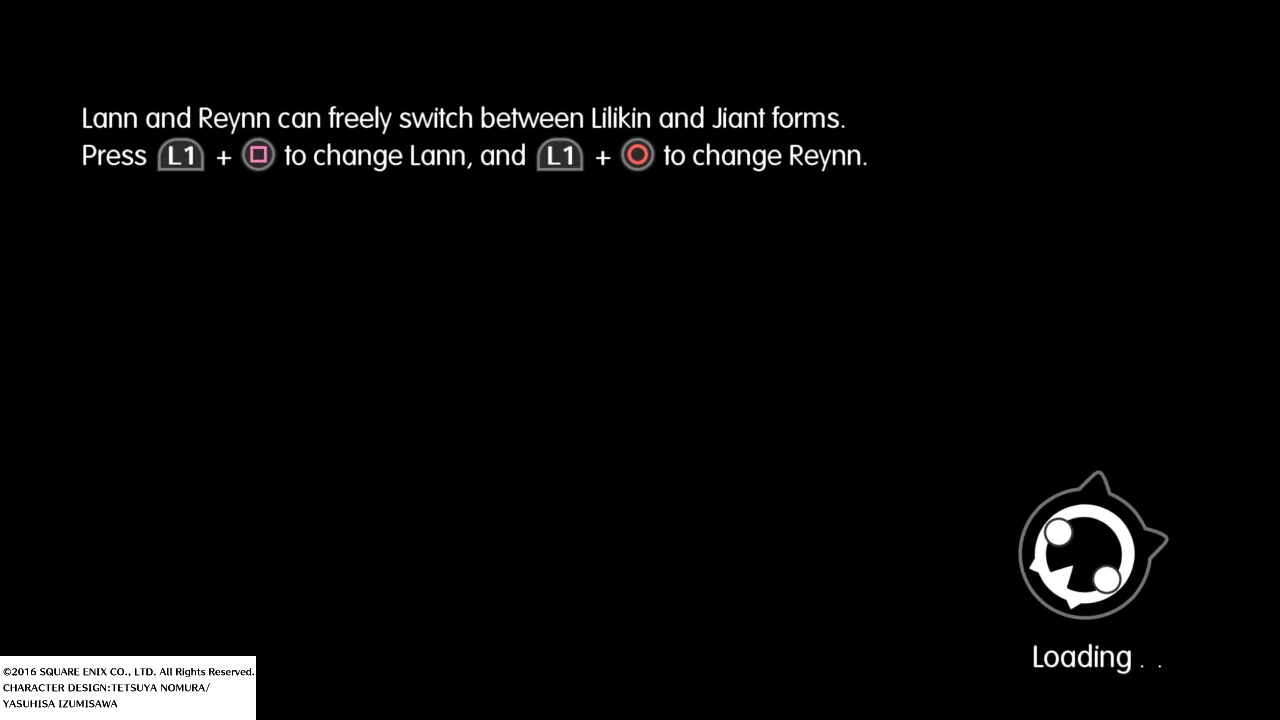 Lann and Reynn can freely switch between Lilikin and Jiant forms.
Press L1 + to change Lann, and L1 + to change Reynn.
Loading . .
©2016 SQUARE ENIX CO., LTD. All Rights Reserved.
CHARACTER DESIGN:TETSUYA NOMURA/
YASUHISA IZUMISAWA